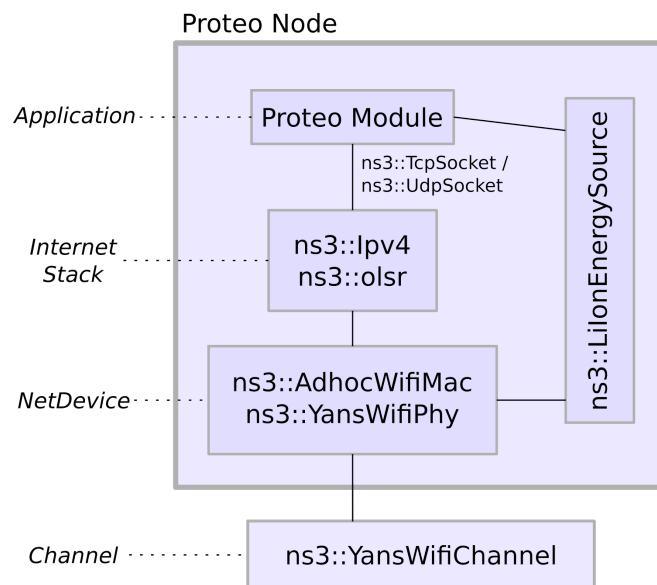 Proteo Node
Application
Proteo Module
ns3::TcpSocket /
ns3::UdpSocket
ns3::LiIonEnergySource
Internet
Stack
ns3::Ipv4
ns3::olsr
NetDevice
ns3::AdhocWifiMac
ns3::YansWifiPhy
Channel
ns3::YansWifiChannel